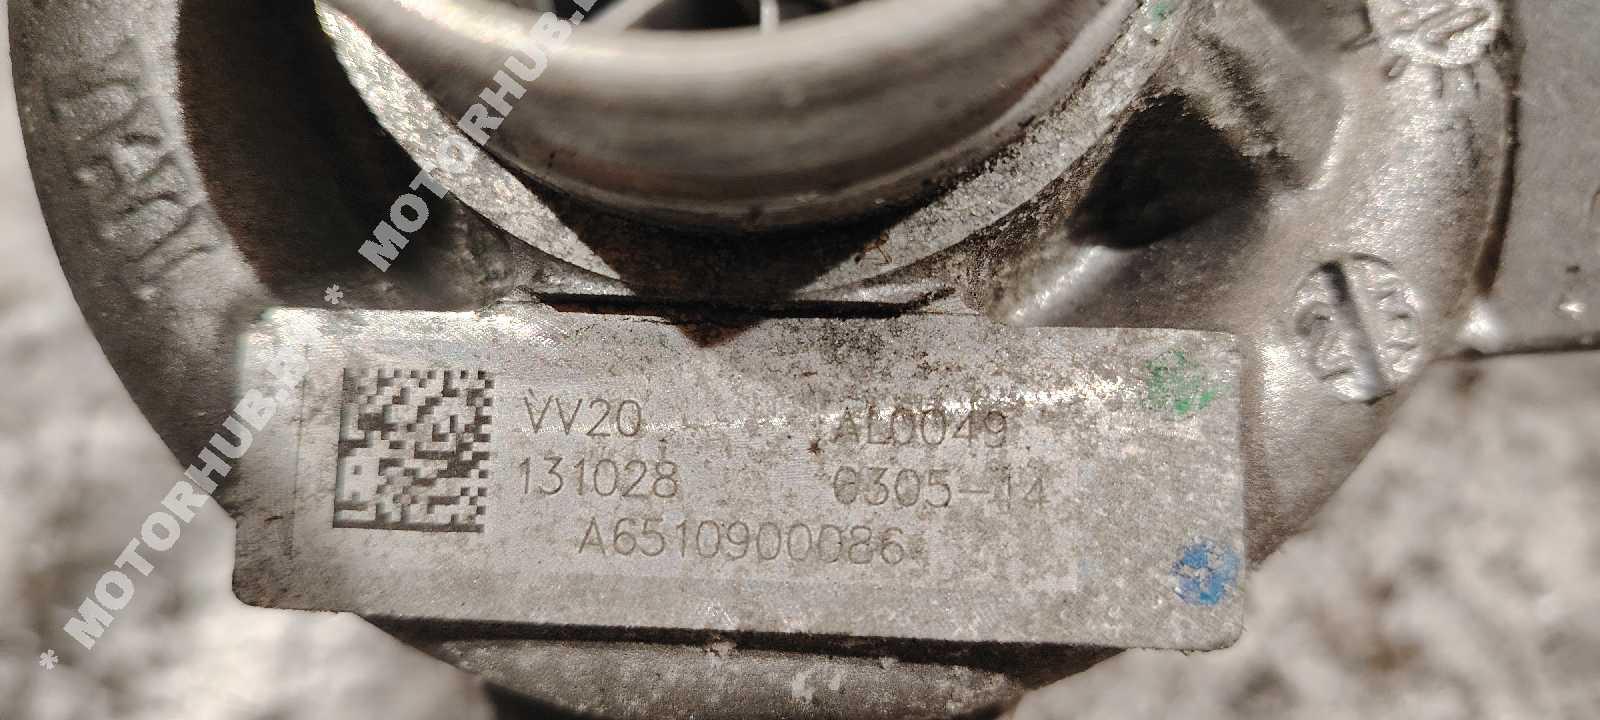 VV20 AL0049
131028 0305-14
A6510900086
* MOTORHUB.
* MOTORHUB.